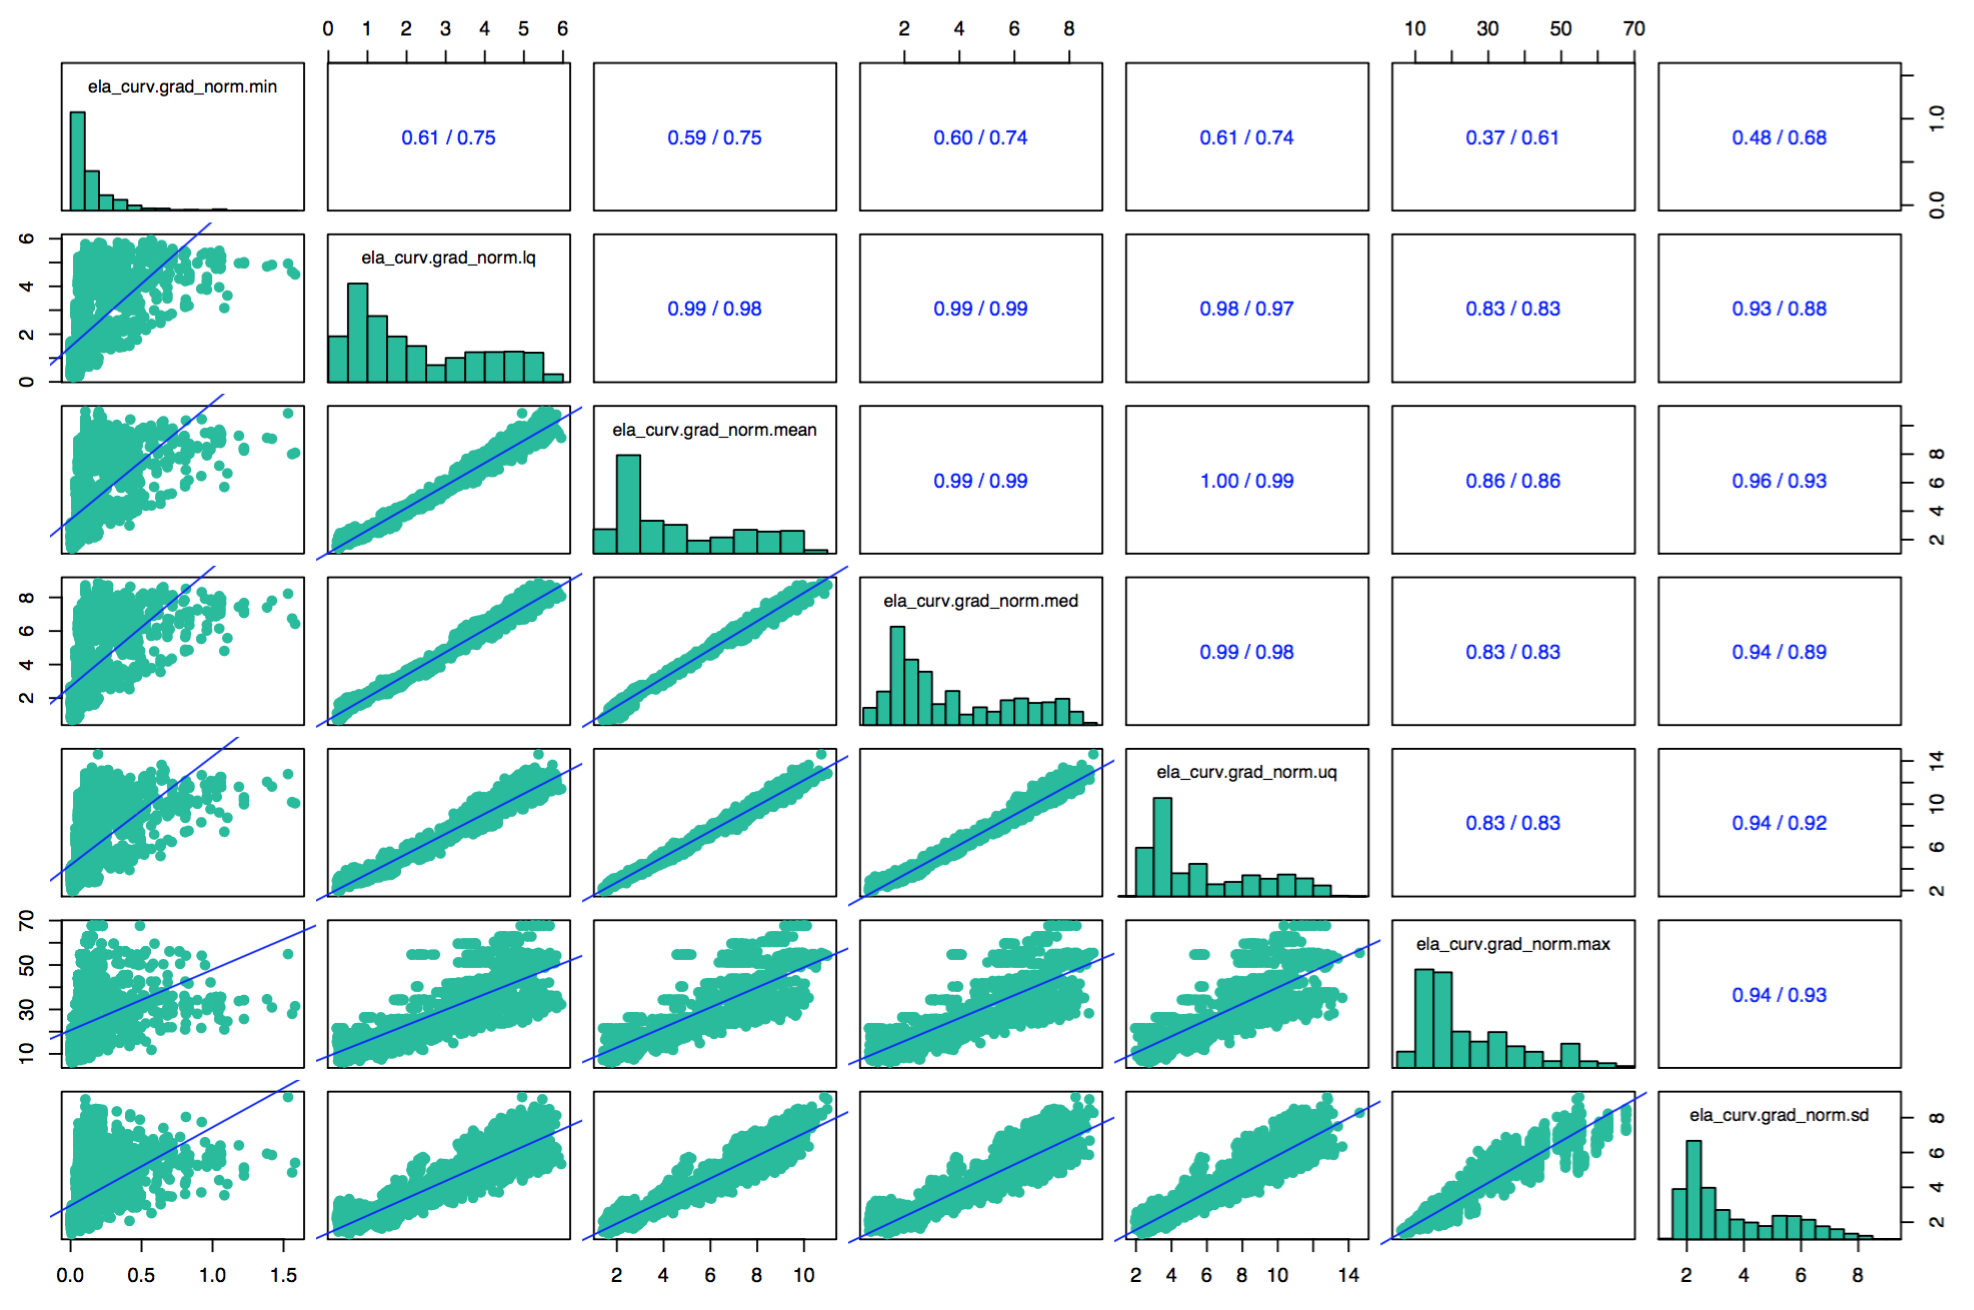 0 1 2 3 4 5 6 2 4 6 8 10 30 50 70
ela_curv.grad_norm.min 0.61 / 0.75 0.59 / 0.75 0.60 / 0.74 0.61 / 0.74 0.37 / 0.61 0.48 / 0.68 0.0 1.0
0 2 4 6 ela_curv.grad_norm.lq 0.99 / 0.98 0.99 / 0.99 0.98 / 0.97 0.83 / 0.83 0.93 / 0.88
ela_curv.grad_norm.mean 0.99 / 0.99 1.00 / 0.99 0.86 / 0.86 0.96 / 0.93 2 4 6 8
2 4 6 8 ela_curv.grad_norm.med 0.99 / 0.98 0.83 / 0.83 0.94 / 0.89
ela_curv.grad_norm.uq 0.83 / 0.83 0.94 / 0.92 2 6 10 14
10 30 50 70 ela_curv.grad_norm.max 0.94 / 0.93
ela_curv.grad_norm.sd 2 4 6 8
0.0 0.5 1.0 1.5 2 4 6 8 10 2 4 6 8 10 14 2 4 6 8